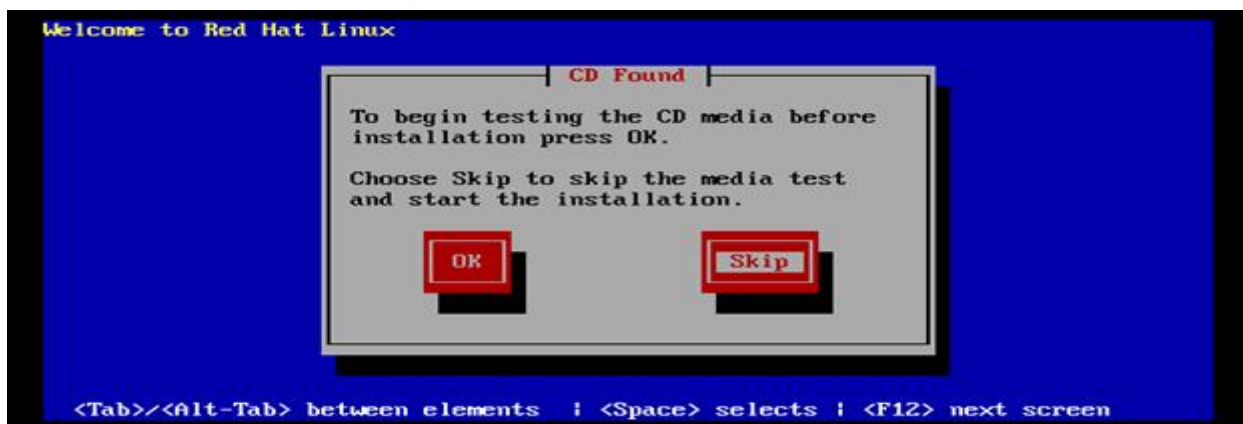 Welcome to Red Hat Linux
CD Found
To begin testing the CD media before
installation press OK.
Choose Skip to skip the media test
and start the installation.
OK Skip
<Tab>/<Alt-Tab> between elements | <Space> selects | <F12> next screen